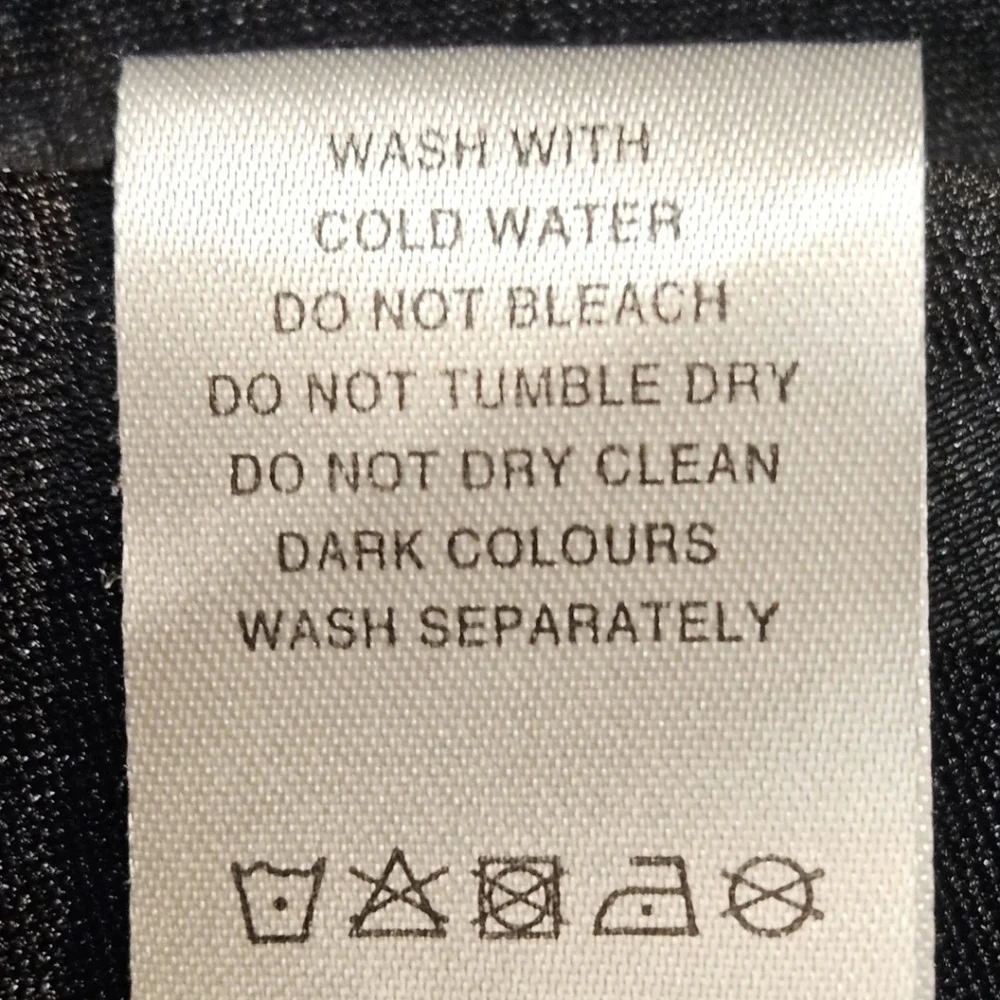 WASH WITH
COLD WATER
DO NOT BLEACH
DO NOT TUMBLE DRY
DO NOT DRY CLEAN
DARK COLOURS
WASH SEPARATELY